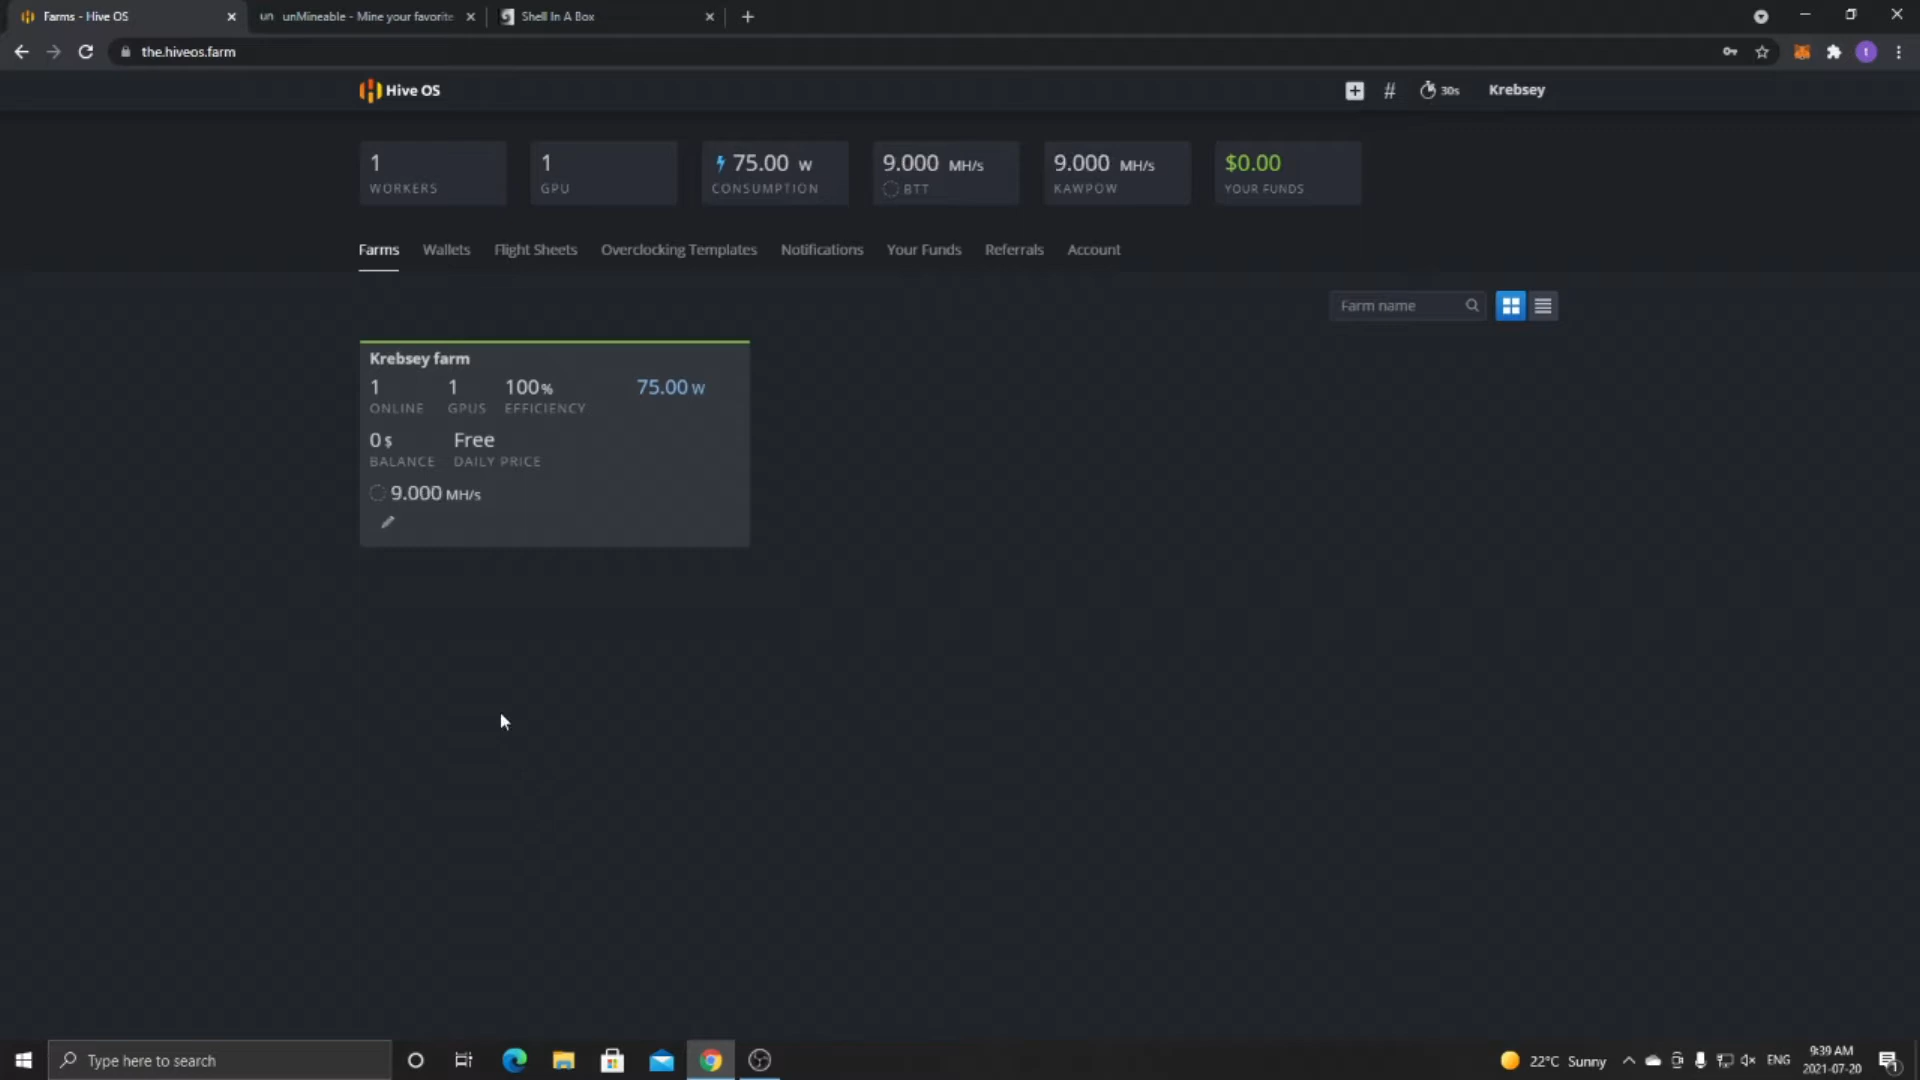 Farms - Hive OS
unMineable - Mine your favorite
Shell In A Box
the.hiveos.farm
Hive OS
30s
Krebsey
1
WORKERS
1
GPU
75.00 W
CONSUMPTION
9.000 MH/s
BTT
9.000 MH/s
KAWPOW
$0.00
YOUR FUNDS
Farms
Wallets
Flight Sheets
Overclocking Templates
Notifications
Your Funds
Referrals
Account
Farm name
Krebsey farm
1
ONLINE
1
GPUS
100%
EFFICIENCY
75.00 W
0 $
BALANCE
Free
DAILY PRICE
9.000 MH/s
Type here to search
22°C Sunny
ENG
9:39 AM
2021-07-20